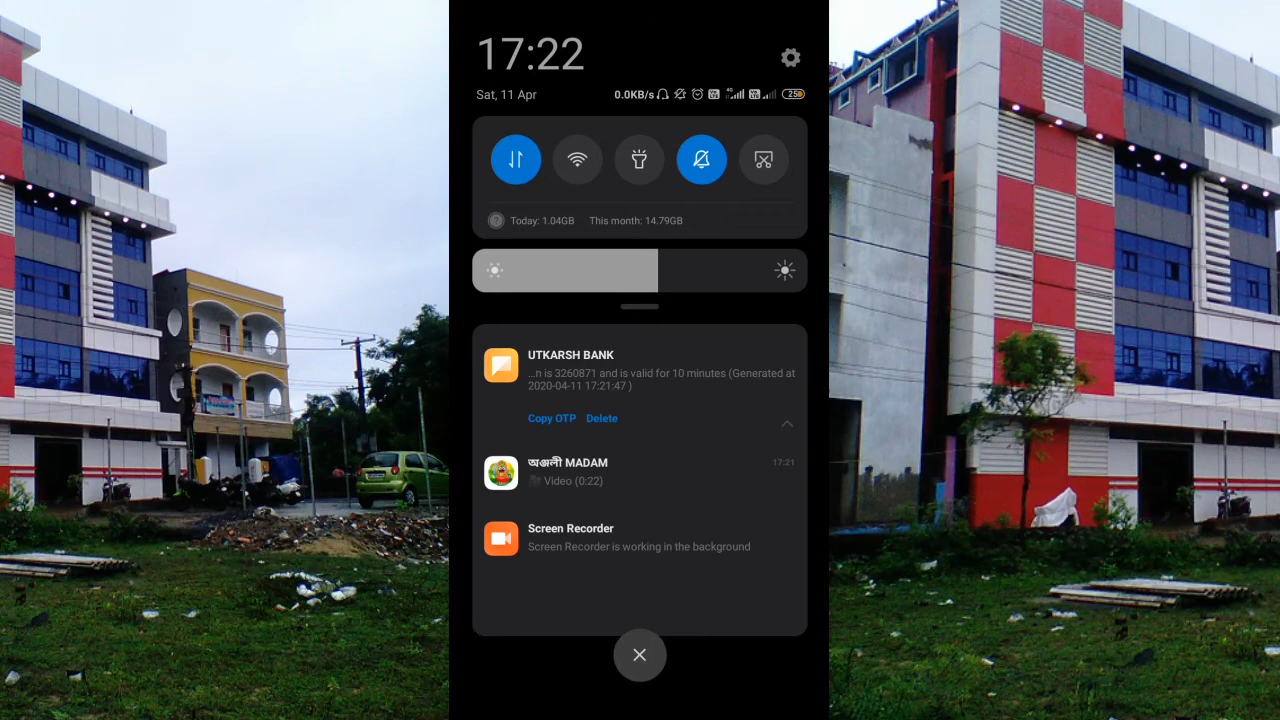 17:22
Sat, 11 Apr
0.0KB/s
4G
25
Today: 1.04GB This month: 14.79GB
UTKARSH BANK
...n is 3260871 and is valid for 10 minutes (Generated at
2020-04-11 17:21:47 )
Copy OTP Delete
অঞ্জলী MADAM
17:21
Video (0:22)
Screen Recorder
Screen Recorder is working in the background